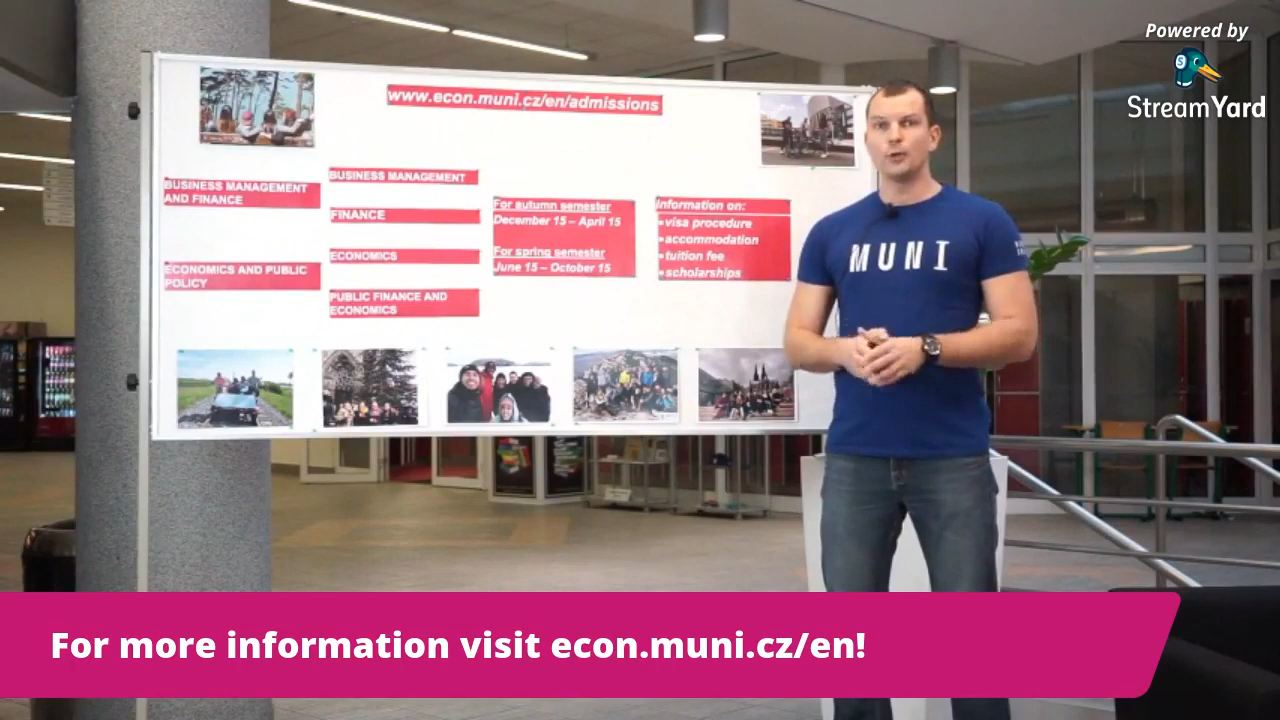 Powered by
StreamYard
www.econ.muni.cz/en/admissions
BUSINESS MANAGEMENT
AND FINANCE
ECONOMICS AND PUBLIC
POLICY
BUSINESS MANAGEMENT
FINANCE
ECONOMICS
PUBLIC FINANCE AND
ECONOMICS
For autumn semester
December 15 – April 15
For spring semester
June 15 – October 15
Information on:
•visa procedure
•accommodation
•tuition fee
•scholarships
MUNI
For more information visit econ.muni.cz/en!